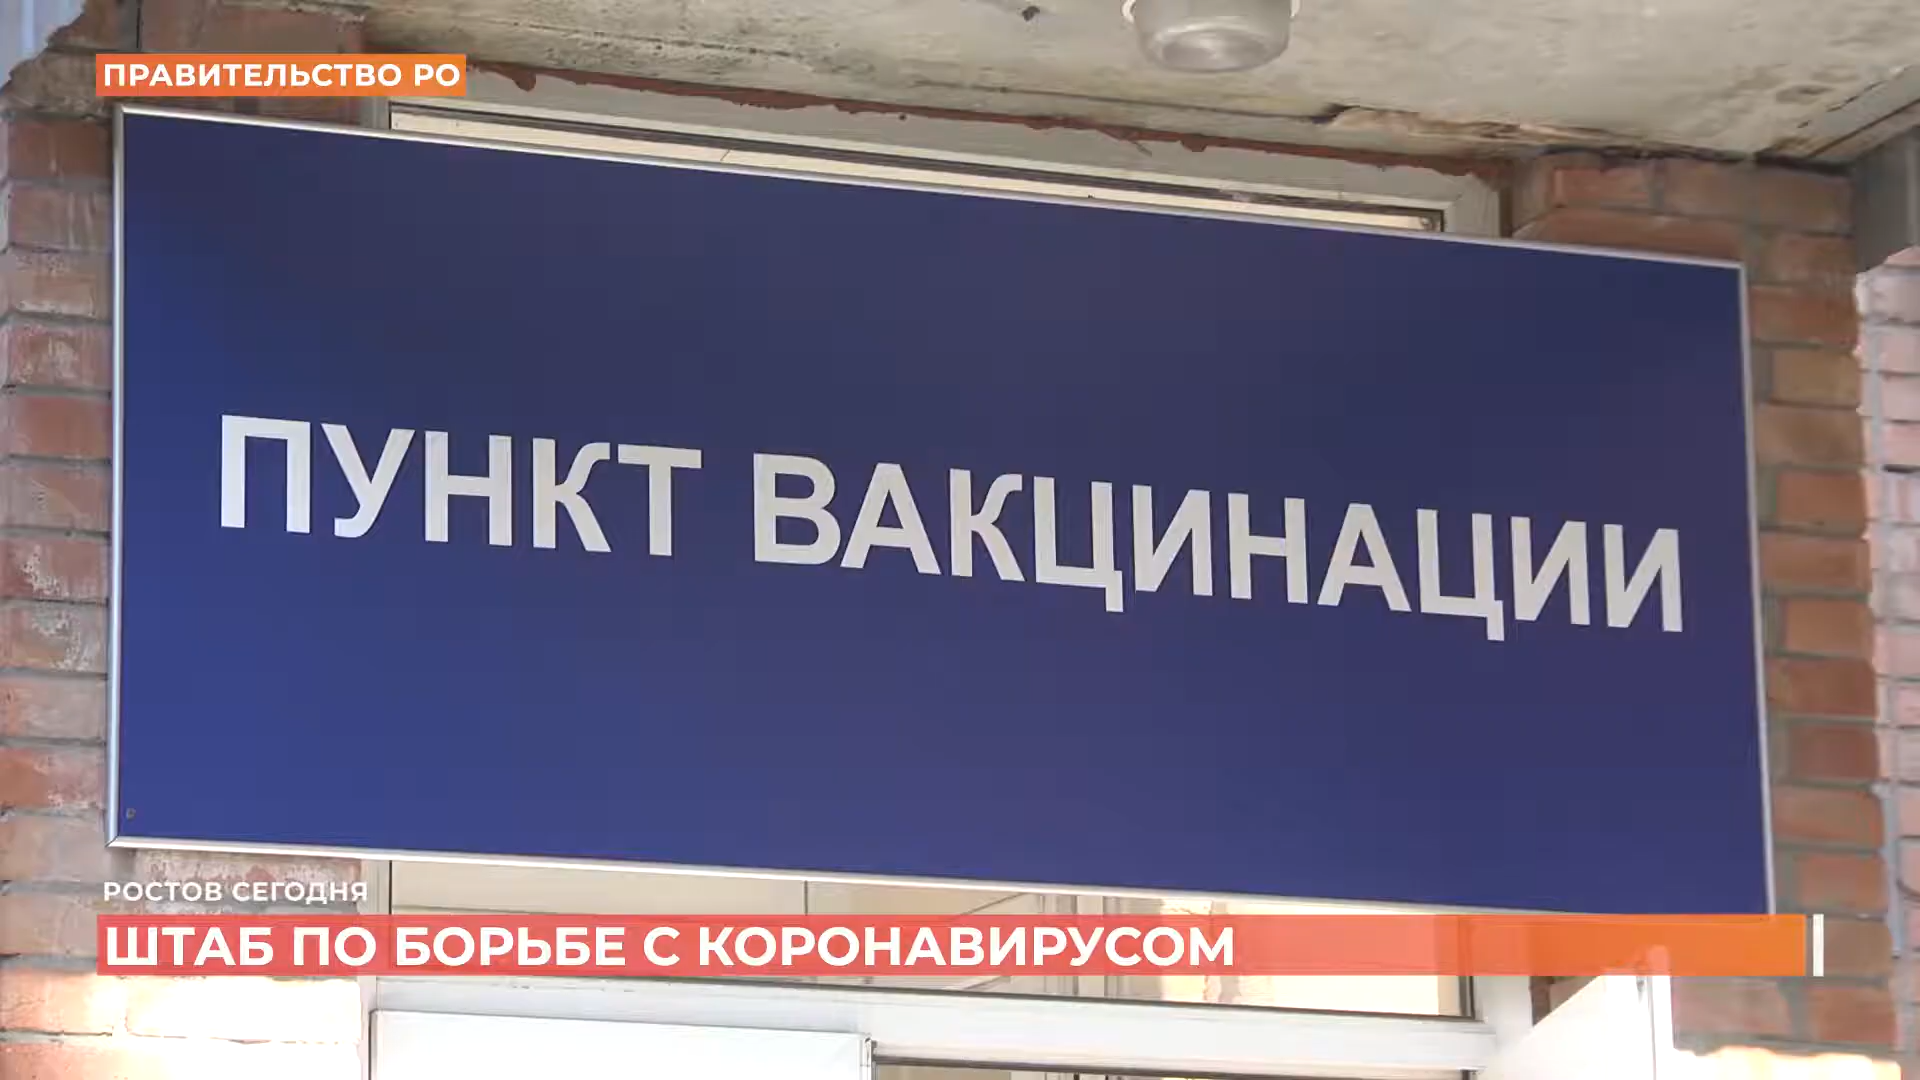 ПРАВИТЕЛЬСТВО РО
ПУНКТ ВАКЦИНАЦИИ
РОСТОВ СЕГОДНЯ
ШТАБ ПО БОРЬБЕ С КОРОНАВИРУСОМ